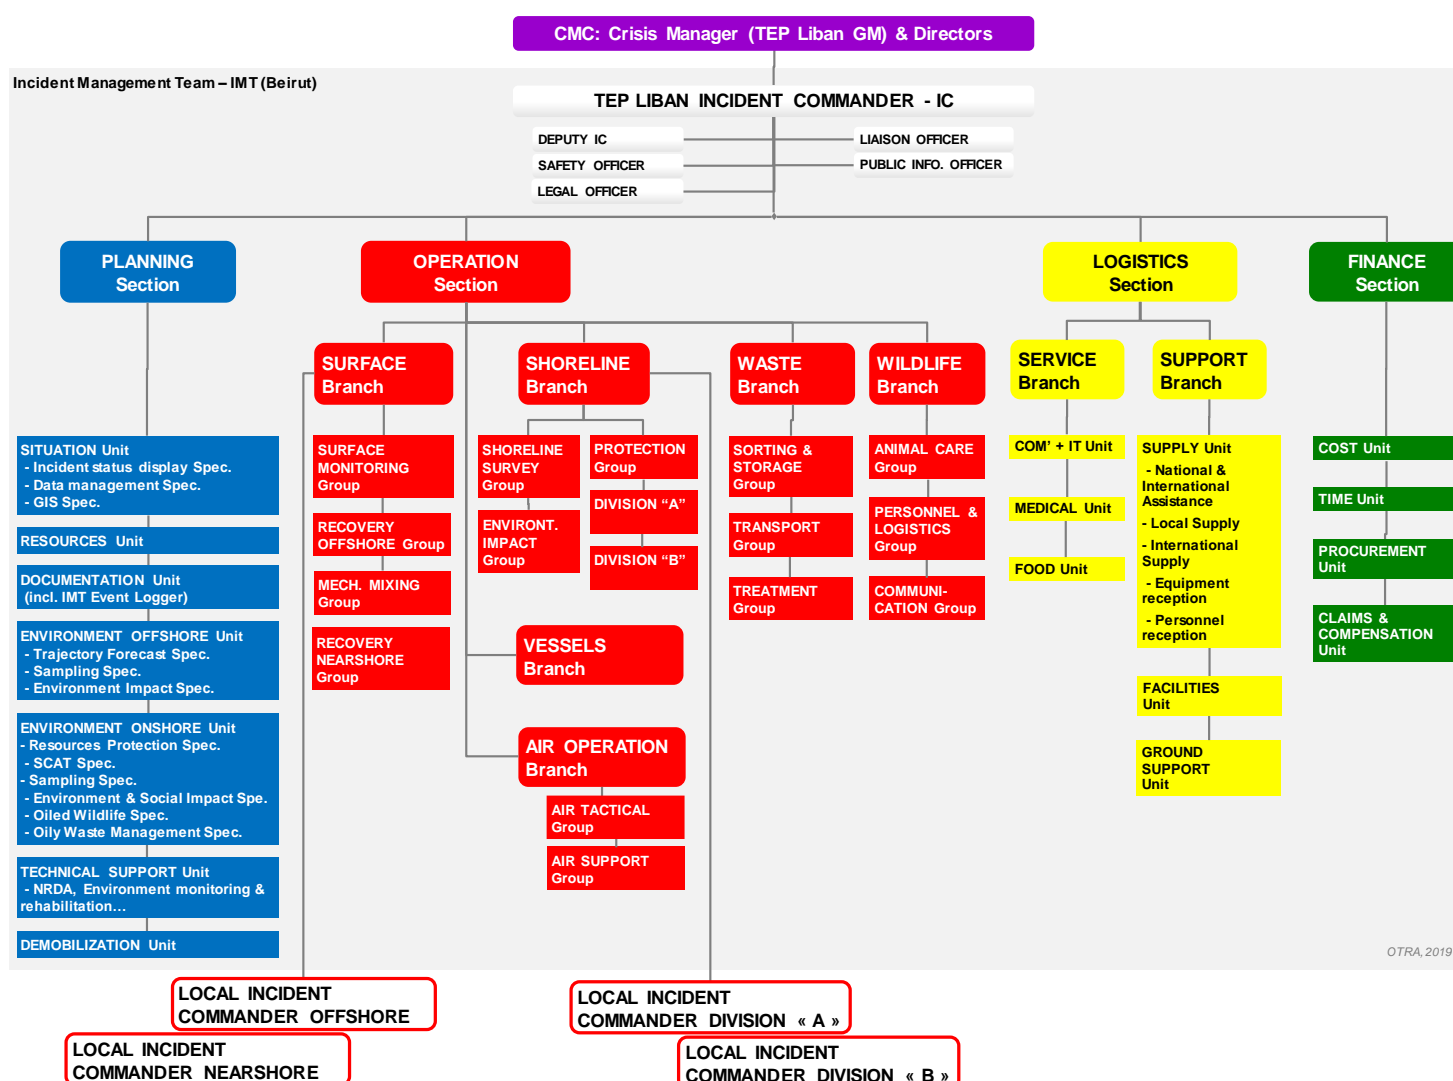 CMC: Crisis Manager (TEP Liban GM) & Directors
Incident Management Team – IMT (Beirut)
TEP LIBAN INCIDENT COMMANDER - IC
DEPUTY IC
LIAISON OFFICER
SAFETY OFFICER
PUBLIC INFO. OFFICER
LEGAL OFFICER
PLANNING
Section
OPERATION
Section
LOGISTICS
Section
FINANCE
Section
SURFACE
Branch
SHORELINE
Branch
WASTE
Branch
WILDLIFE
Branch
SERVICE
Branch
SUPPORT
Branch
SITUATION Unit
- Incident status display Spec.
- Data management Spec.
- GIS Spec.
RESOURCES Unit
DOCUMENTATION Unit
(incl. IMT Event Logger)
ENVIRONMENT OFFSHORE Unit
- Trajectory Forecast Spec.
- Sampling Spec.
- Environment Impact Spec.
ENVIRONMENT ONSHORE Unit
- Resources Protection Spec.
- SCAT Spec.
- Sampling Spec.
- Environment & Social Impact Spe.
- Oiled Wildlife Spec.
- Oily Waste Management Spec.
TECHNICAL SUPPORT Unit
- NRDA, Environment monitoring &
rehabilitation...
DEMOBILIZATION Unit
SURFACE
MONITORING
Group
RECOVERY
OFFSHORE Group
MECH. MIXING
Group
RECOVERY
NEARSHORE
Group
SHORELINE
SURVEY
Group
ENVIRONT.
IMPACT
Group
PROTECTION
Group
DIVISION “A”
DIVISION “B”
VESSELS
Branch
AIR OPERATION
Branch
AIR TACTICAL
Group
AIR SUPPORT
Group
SORTING &
STORAGE
Group
TRANSPORT
Group
TREATMENT
Group
ANIMAL CARE
Group
PERSONNEL &
LOGISTICS
Group
COMMUNI-
CATION Group
COM’ + IT Unit
MEDICAL Unit
FOOD Unit
SUPPLY Unit
- National &
International
Assistance
- Local Supply
- International
Supply
- Equipment
reception
- Personnel
reception
FACILITIES
Unit
GROUND
SUPPORT
Unit
COST Unit
TIME Unit
PROCUREMENT
Unit
CLAIMS &
COMPENSATION
Unit
OTRA, 2019
LOCAL INCIDENT
COMMANDER OFFSHORE
LOCAL INCIDENT
COMMANDER NEARSHORE
LOCAL INCIDENT
COMMANDER DIVISION « A »
LOCAL INCIDENT
COMMANDER DIVISION « B »